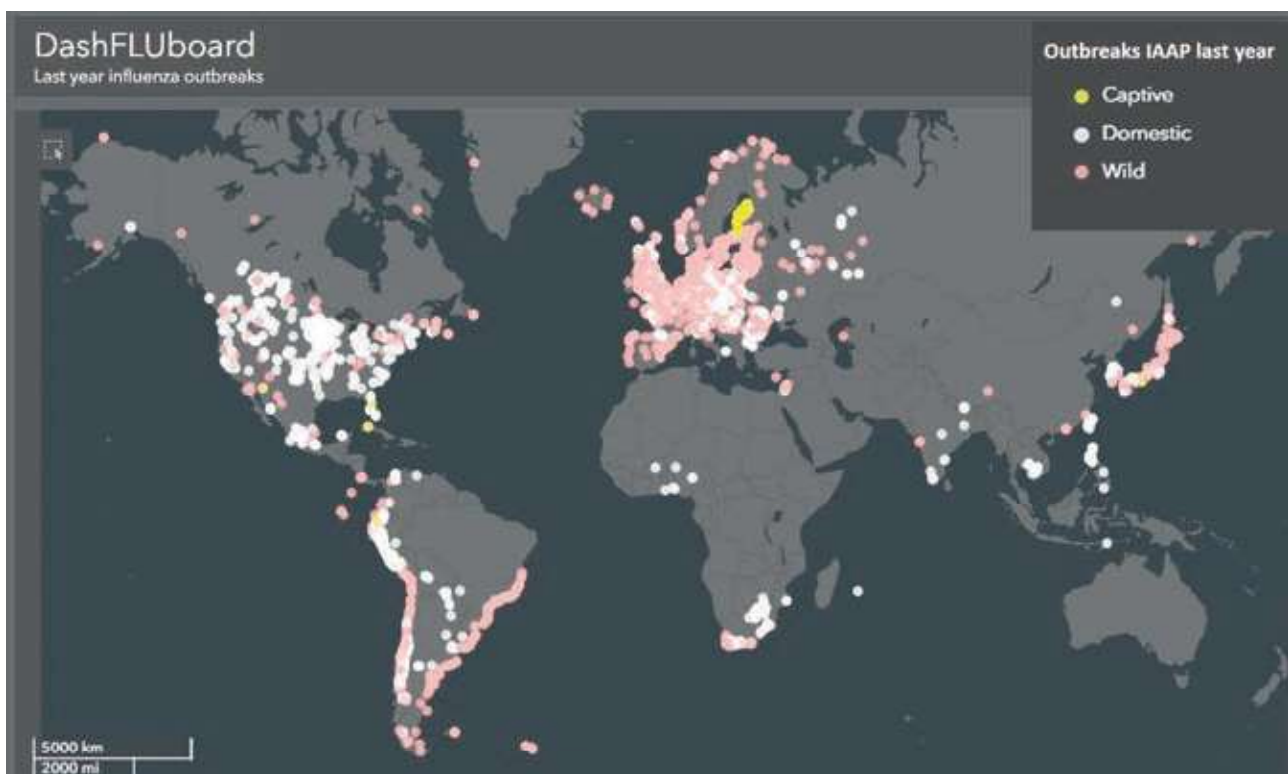 DashFLUboard
Last year influenza outbreaks
Outbreaks IAAP last year
Captive
Domestic
Wild
5000 km
2000 mi